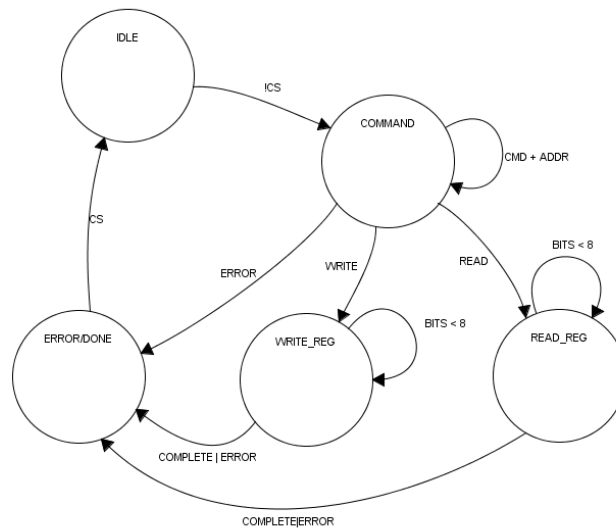 IDLE
!CS
COMMAND
CMD + ADDR
CS
ERROR
WRITE
READ
BITS < 8
ERROR/DONE
WRITE_REG
BITS < 8
READ_REG
COMPLETE | ERROR
COMPLETE|ERROR